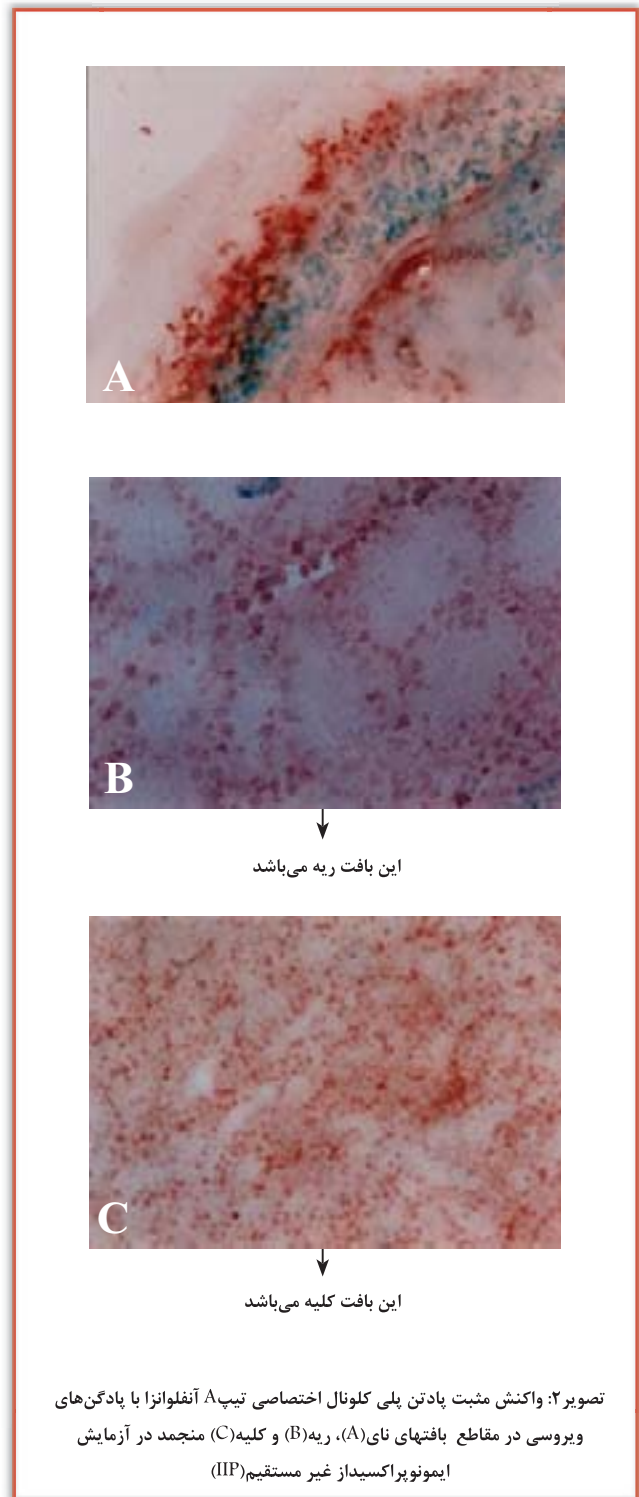 A
B
این بافت ریه می‌باشد
C
این بافت کلیه می‌باشد
تصویر۲: واکنش مثبت پادتن پلی کلونال اختصاصی تیپA آنفلوانزا با پادگن‌های
ویروسی در مقاطع بافتهای نای(A)، ریه(B) و کلیه(C) منجمد در آزمایش
ایمونوپراکسیداز غیر مستقیم(IIP)